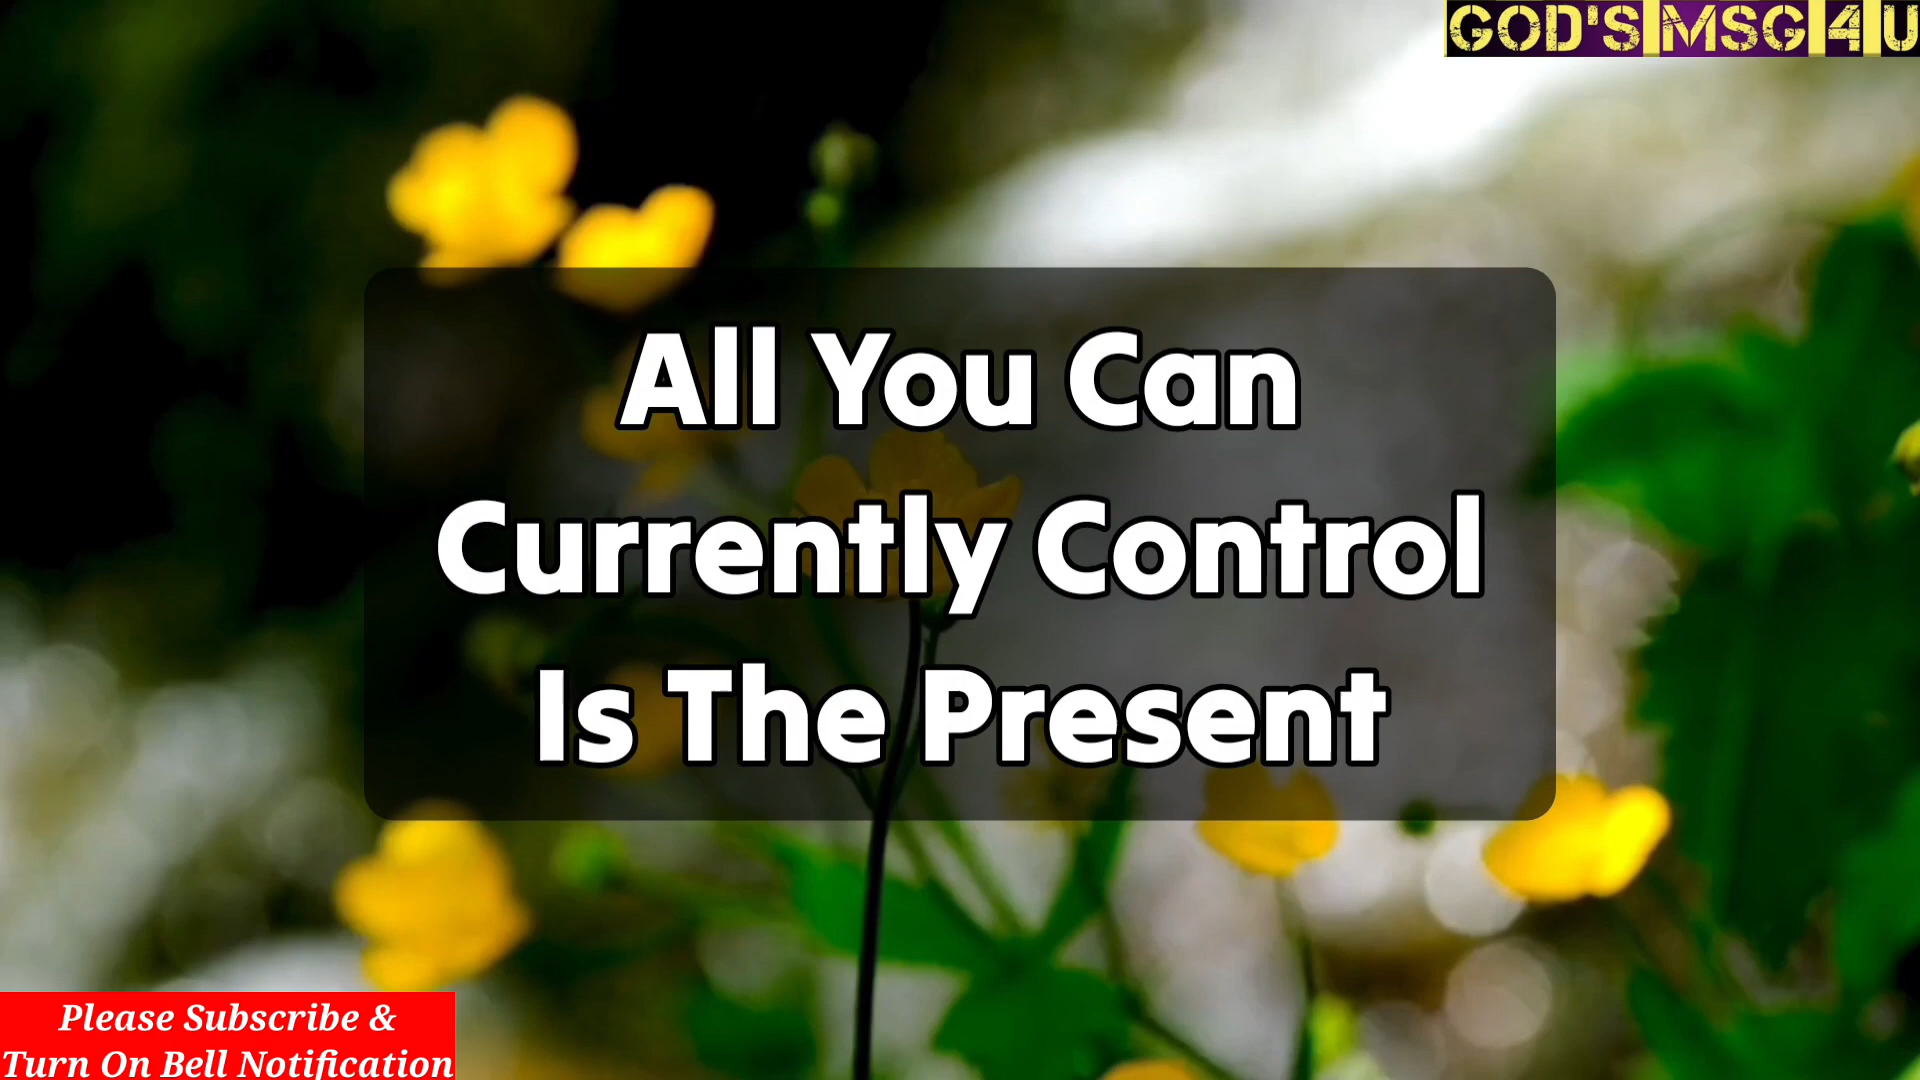 GOD'S MSG 4 U
All You Can
Currently Control
Is The Present
Please Subscribe &
Turn On Bell Notification